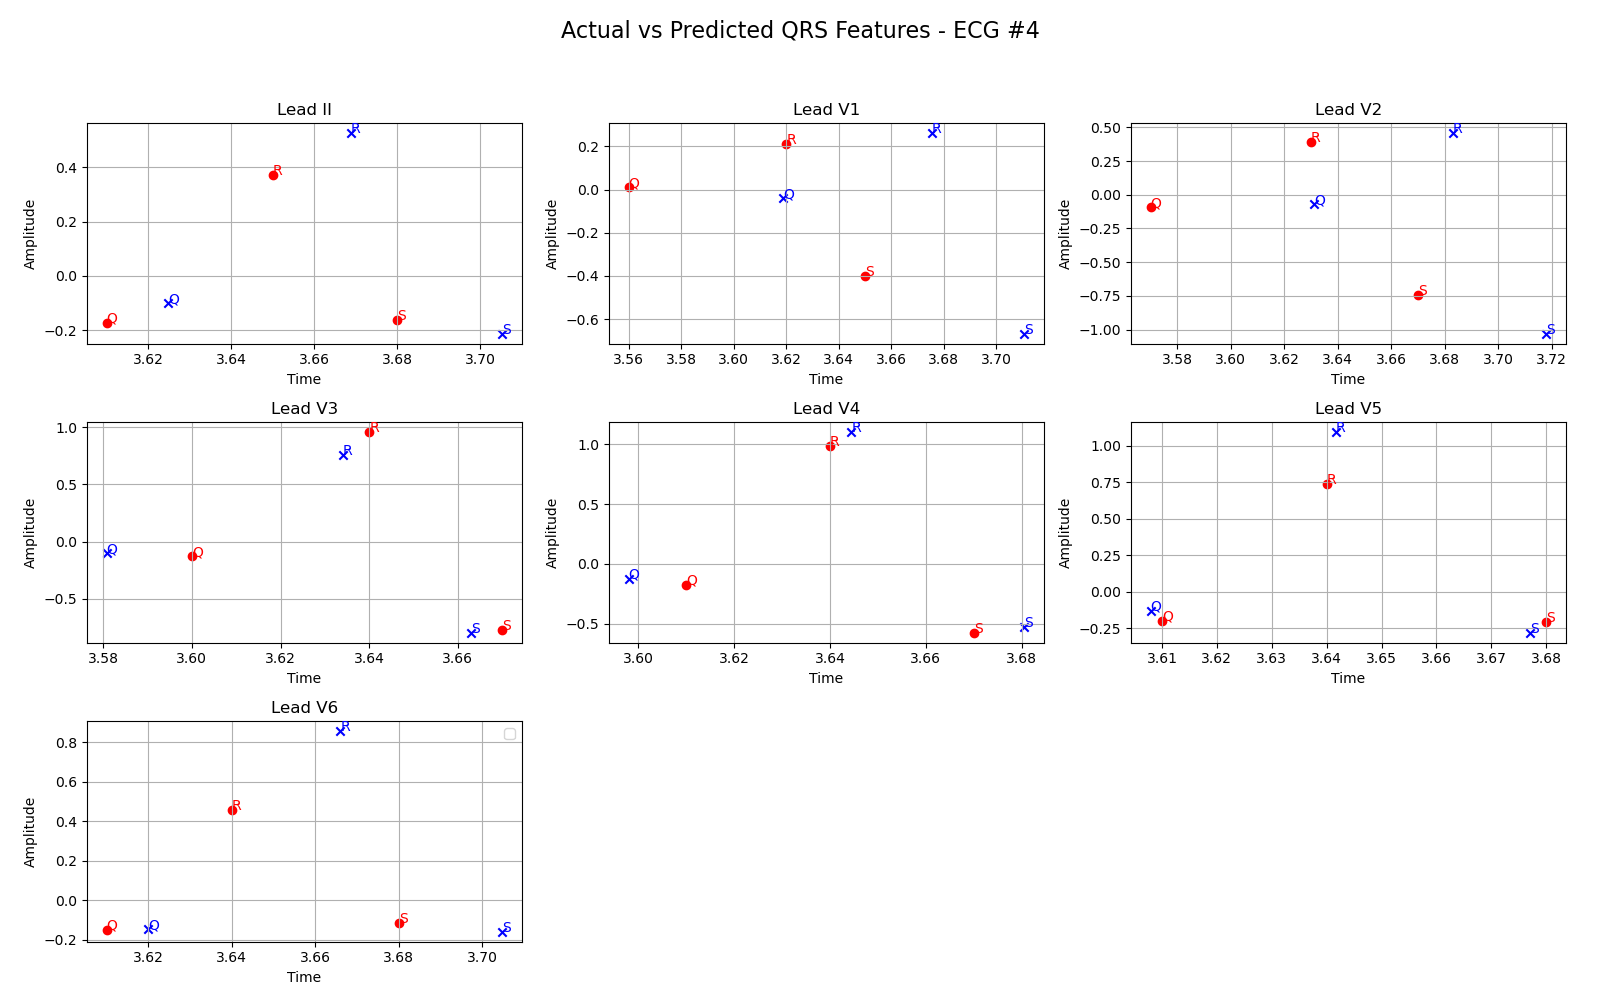 Actual vs Predicted QRS Features - ECG #4
Lead II
Amplitude
0.4
0.2
0.0
−0.2
Q
R
S
Q
R
S
3.62 3.64 3.66 3.68 3.70
Time
Lead V1
Amplitude
0.2
0.0
−0.2
−0.4
−0.6
Q
R
S
Q
R
S
3.56 3.58 3.60 3.62 3.64 3.66 3.68 3.70
Time
Lead V2
Amplitude
0.50
0.25
0.00
−0.25
−0.50
−0.75
−1.00
Q
R
S
Q
R
S
3.58 3.60 3.62 3.64 3.66 3.68 3.70 3.72
Time
Lead V3
Amplitude
1.0
0.5
0.0
−0.5
Q
R
S
Q
R
S
3.58 3.60 3.62 3.64 3.66
Time
Lead V4
Amplitude
1.0
0.5
0.0
−0.5
Q
R
S
Q
R
S
3.60 3.62 3.64 3.66 3.68
Time
Lead V5
Amplitude
1.00
0.75
0.50
0.25
0.00
−0.25
Q
R
S
Q
R
S
3.61 3.62 3.63 3.64 3.65 3.66 3.67 3.68
Time
Lead V6
Amplitude
0.8
0.6
0.4
0.2
0.0
−0.2
Q
R
S
Q
R
S
3.62 3.64 3.66 3.68 3.70
Time